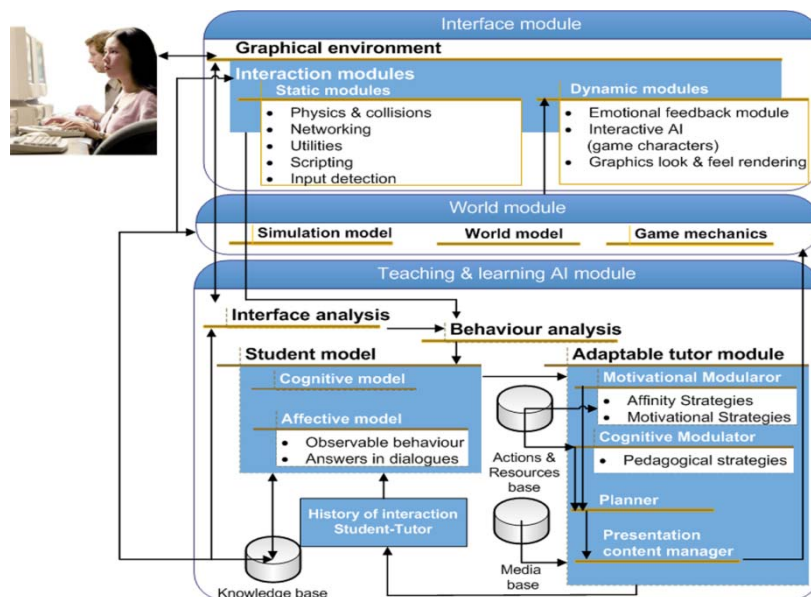 Interface module
Graphical environment
Interaction modules
Static modules
• Physics & collisions
• Networking
• Utilities
• Scripting
• Input detection
Dynamic modules
• Emotional feedback module
• Interactive AI
(game characters)
• Graphics look & feel rendering
World module
Simulation model
World model
Game mechanics
Teaching & learning AI module
Interface analysis
Behaviour analysis
Student model
Cognitive model
Affective model
• Observable behaviour
• Answers in dialogues
History of interaction
Student-Tutor
Knowledge base
Actions &
Resources
base
Media
base
Adaptable tutor module
Motivational Modularor
• Affinity Strategies
• Motivational Strategies
Cognitive Modulator
• Pedagogical strategies
Planner
Presentation
content manager